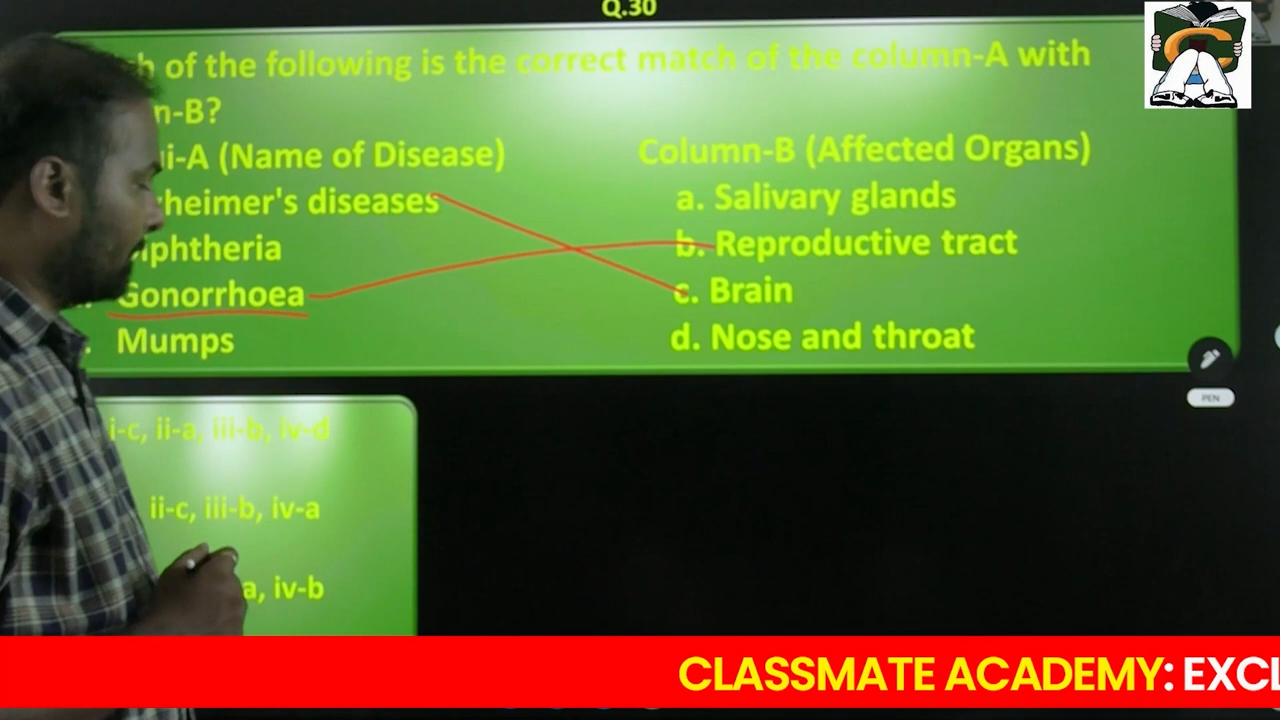 Q.30
of the following is the correct match of the column-A with
n-B?
-A (Name of Disease) Column-B (Affected Organs)
heimer's diseases a. Salivary glands
iphtheria b. Reproductive tract
Gonorrhoea c. Brain
Mumps d. Nose and throat
PEN
i-c, ii-a, iii-b, iv-d
ii-c, iii-b, iv-a
a, iv-b
CLASSMATE ACADEMY: EXCL